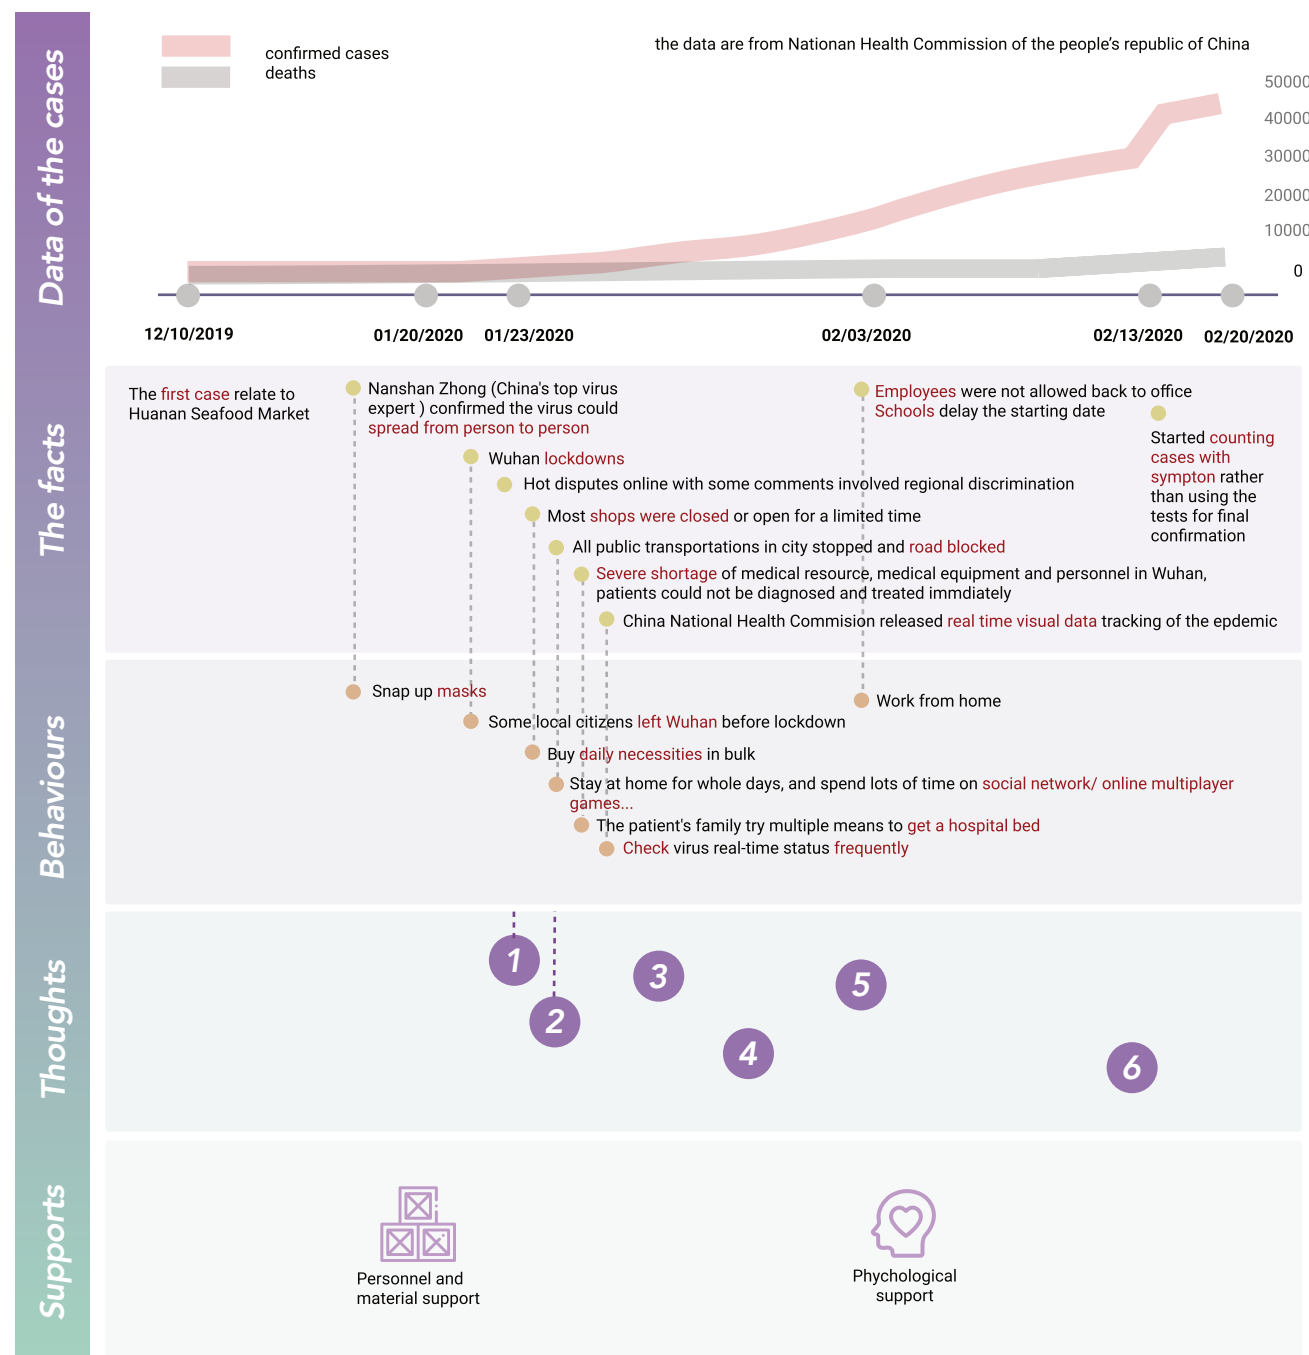 Data of the cases
confirmed cases
deaths
the data are from Nationan Health Commission of the people's republic of China
50000
40000
30000
20000
10000
0
12/10/2019
01/20/2020
01/23/2020
02/03/2020
02/13/2020
02/20/2020
The facts
The first case relate to
Huanan Seafood Market
Nanshan Zhong (China's top virus
expert ) confirmed the virus could
spread from person to person
Wuhan lockdowns
Hot disputes online with some comments involved regional discrimination
Most shops were closed or open for a limited time
All public transportations in city stopped and road blocked
Severe shortage of medical resource, medical equipment and personnel in Wuhan,
patients could not be diagnosed and treated immdiately
China National Health Commision released real time visual data tracking of the epdemic
Employees were not allowed back to office
Schools delay the starting date
Started counting
cases with
sympton rather
than using the
tests for final
confirmation
Behaviours
Snap up masks
Some local citizens left Wuhan before lockdown
Buy daily necessities in bulk
Stay at home for whole days, and spend lots of time on social network/ online multiplayer
games...
The patient's family try multiple means to get a hospital bed
Check virus real-time status frequently
Work from home
Thoughts
1
2
3
4
5
6
Supports
Personnel and
material support
Phychological
support